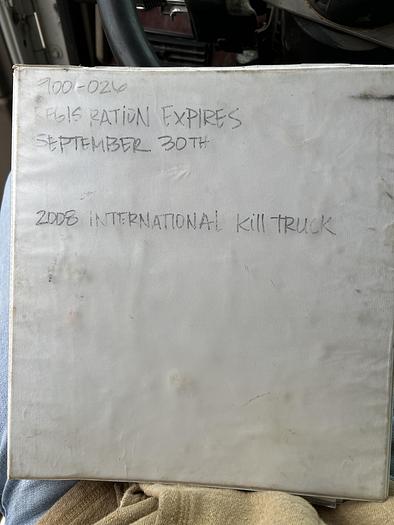 900-026
REGISTRATION EXPIRES
SEPTEMBER 30TH
2008 INTERNATIONAL Kill TRUCK